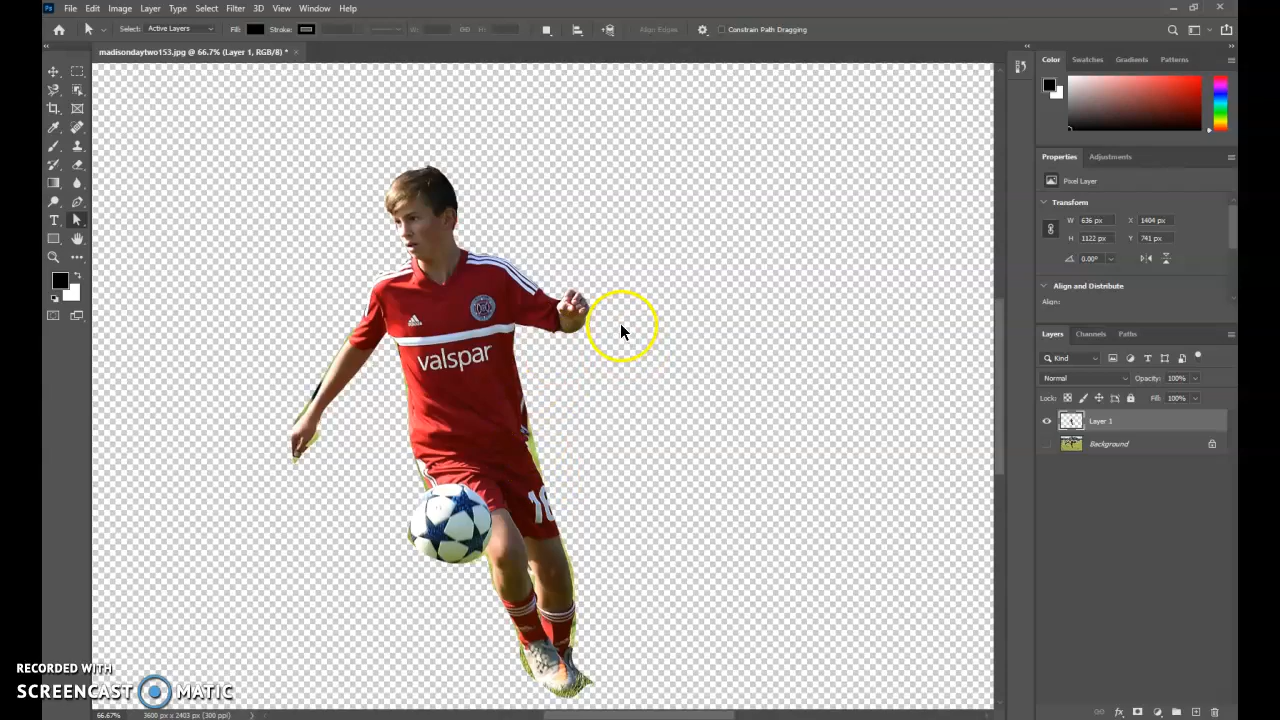 Ps File Edit Image Layer Type Select Filter 3D View Window Help
Select: Active Layers Fill: Stroke: W: H: Align Edges Constrain Path Dragging
madisondaytwo153.jpg @ 66.7% (Layer 1, RGB/8) * ×
Color Swatches Gradients Patterns
Properties Adjustments
Pixel Layer
Transform
W 636 px X 1404 px
H 1122 px Y 741 px
0.00°
Align and Distribute
Align:
Layers Channels Paths
Kind
Normal Opacity: 100%
Lock: Fill: 100%
Layer 1
Background
valspar
10
RECORDED WITH
SCREENCAST MATIC
66.67% 3600 px x 2403 px (300 ppi)
fx